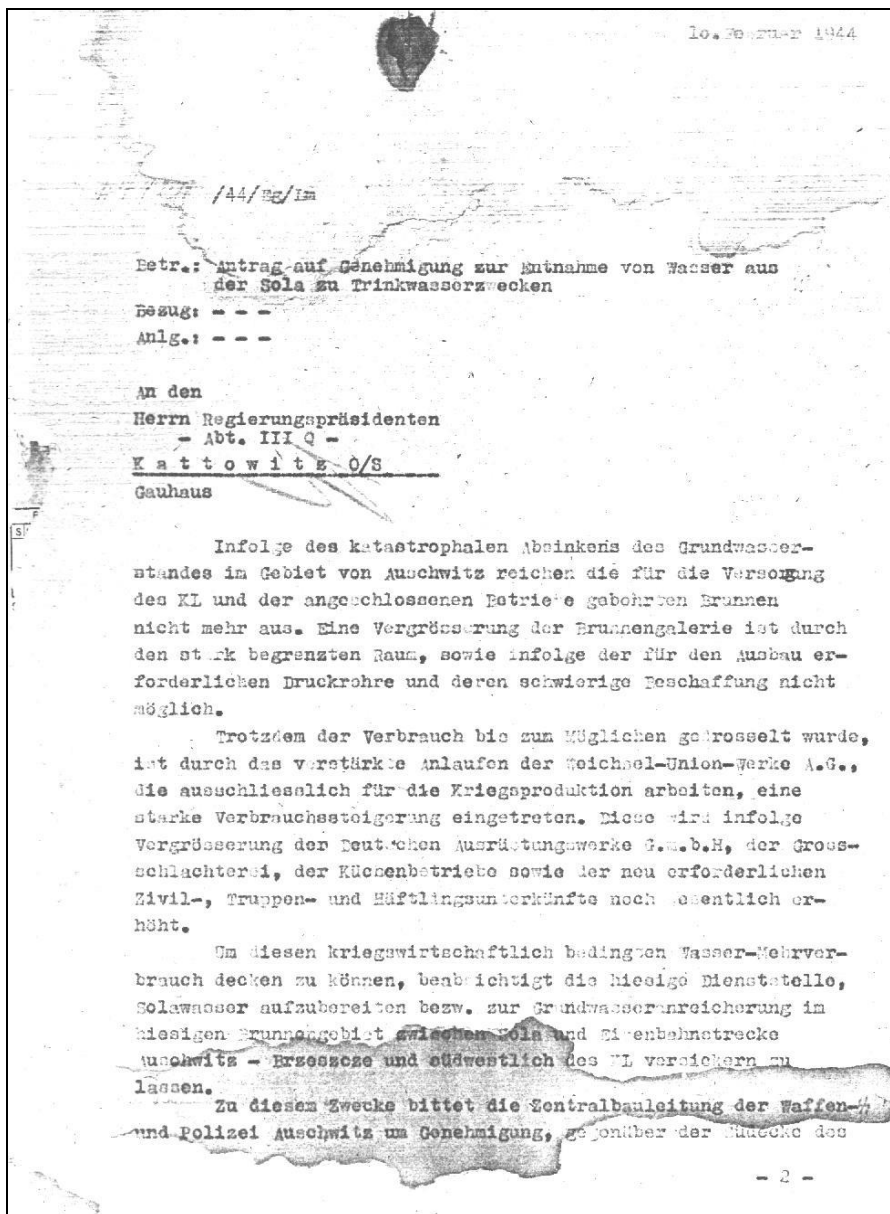 10. Februar 1944
/44/Eg/Im
Betr.: Antrag auf Genehmigung zur Entnahme von Wasser aus
der Sola zu Trinkwasserzwecken
Bezug: - - -
Anlg.: - - -
An den
Herrn Regierungspräsidenten
- Abt. III Q -
K a t t o w i t z O/S
Gauhaus
Infolge des katastrophalen Absinkens des Grundwasser-
standes im Gebiet von Auschwitz reichen die für die Versorgung
des KL und der angeschlossenen Betriebe gebohrten Brunnen
nicht mehr aus. Eine Vergrösserung der Brunnengalerie ist durch
den stark begrenzten Raum, sowie infolge der für den Ausbau er-
forderlichen Druckrohre und deren schwierige Beschaffung nicht
möglich.
Trotzdem der Verbrauch bis zum Möglichen gedrosselt wurde,
ist durch das verstärkte Anlaufen der Weichsel-Union-Werke A.G.,
die ausschliesslich für die Kriegsproduktion arbeiten, eine
starke Verbrauchssteigerung eingetreten. Diese wird infolge
Vergrösserung der Deutschen Ausrüstungswerke G.m.b.H, der Gross-
schlachterei, der Küchenbetriebe sowie der neu erforderlichen
Zivil-, Truppen- und Häftlingsunterkünfte noch wesentlich er-
höht.
Um diesen kriegswirtschaftlich bedingten Wasser-Mehrver-
brauch decken zu können, beabsichtigt die hiesige Dienststelle,
Solawasser aufzubereiten bezw. zur Grundwasseranreicherung im
hiesigen Brunnengebiet zwischen Sola und Eisenbahnstrecke
Auschwitz - Brzeszcze und südwestlich des KL versickern zu
lassen.
Zu diesem Zwecke bittet die Zentralbauleitung der Waffen-ᛋᛋ
und Polizei Auschwitz um Genehmigung, gegenüber der Südecke des
- 2 -